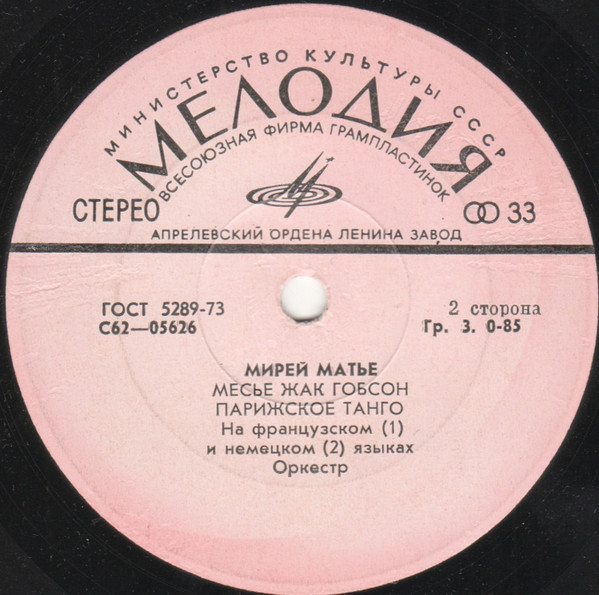 МИНИСТЕРСТВО КУЛЬТУРЫ СССР
МЕЛОДИЯ
ВСЕСОЮЗНАЯ ФИРМА ГРАМПЛАСТИНОК
СТЕРЕО
33
АПРЕЛЕВСКИЙ ОРДЕНА ЛЕНИНА ЗАВОД
ГОСТ 5289-73
2 сторона
С62—05626
Гр. 3. 0-85
МИРЕЙ МАТЬЕ
МЕСЬЕ ЖАК ГОБСОН
ПАРИЖСКОЕ ТАНГО
На французском (1)
и немецком (2) языках
Оркестр